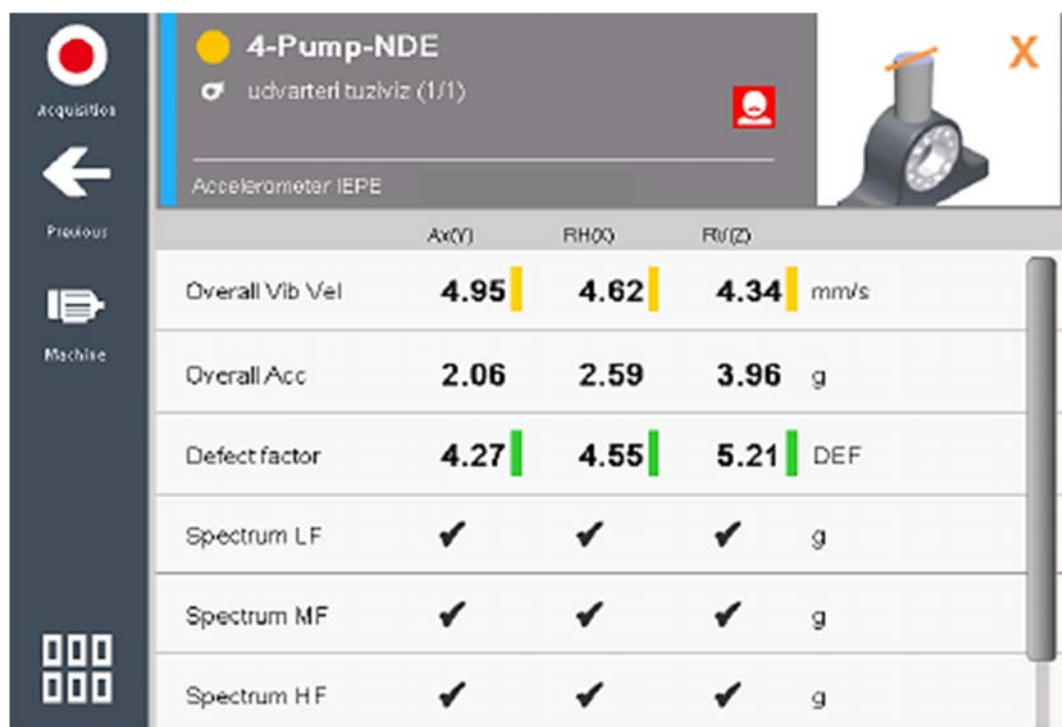 4-Pump-NDE
udvarteri tuziviz (1/1)
Accelerometer IEPE
X
Acquisition
Previous
Machine
Ax(Y) RH(X) RV(Z)
Overall Vib Vel 4.95 4.62 4.34 mm/s
Overall Acc 2.06 2.59 3.96 g
Defect factor 4.27 4.55 5.21 DEF
Spectrum LF ✔ ✔ ✔ g
Spectrum MF ✔ ✔ ✔ g
Spectrum HF ✔ ✔ ✔ g